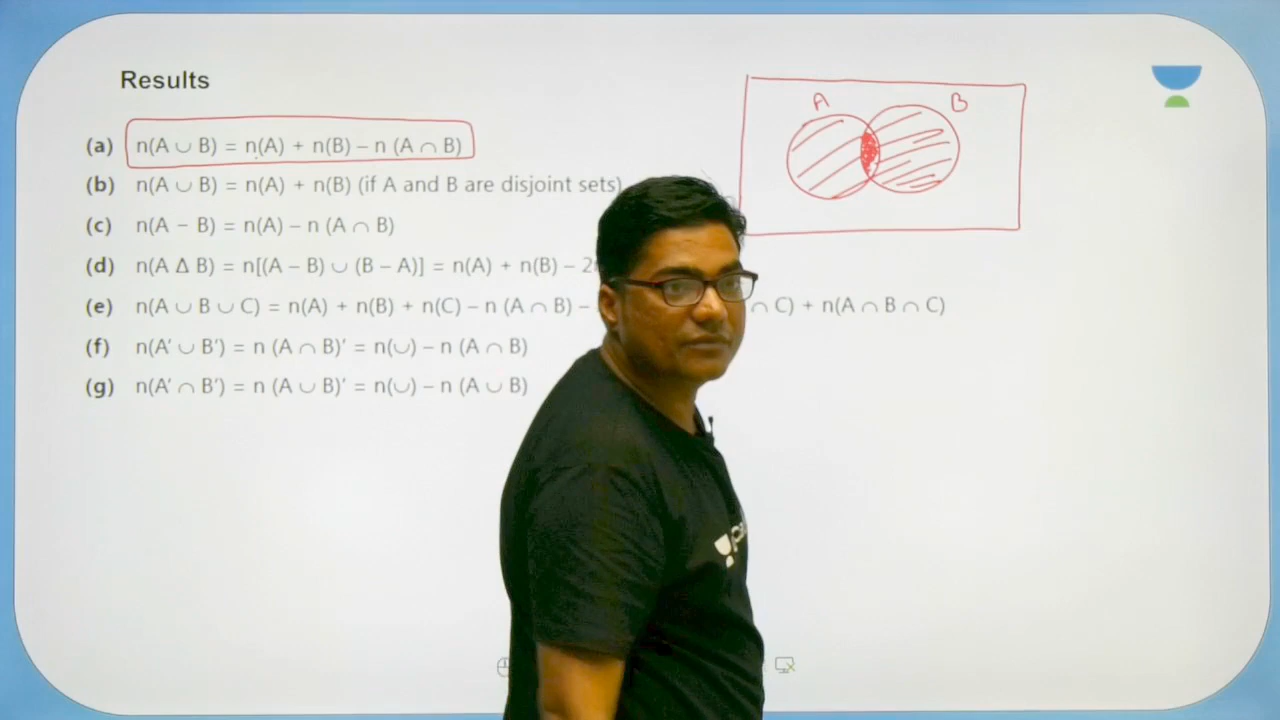 Results
A
B
(a) n(A ∪ B) = n(A) + n(B) – n (A ∩ B)
(b) n(A ∪ B) = n(A) + n(B) (if A and B are disjoint sets)
(c) n(A – B) = n(A) – n (A ∩ B)
(d) n(A Δ B) = n[(A – B) ∪ (B – A)] = n(A) + n(B) – 2
(e) n(A ∪ B ∪ C) = n(A) + n(B) + n(C) – n (A ∩ B) – ∩ C) + n(A ∩ B ∩ C)
(f) n(A′ ∪ B′) = n (A ∩ B)′ = n(∪) – n (A ∩ B)
(g) n(A′ ∩ B′) = n (A ∪ B)′ = n(∪) – n (A ∪ B)